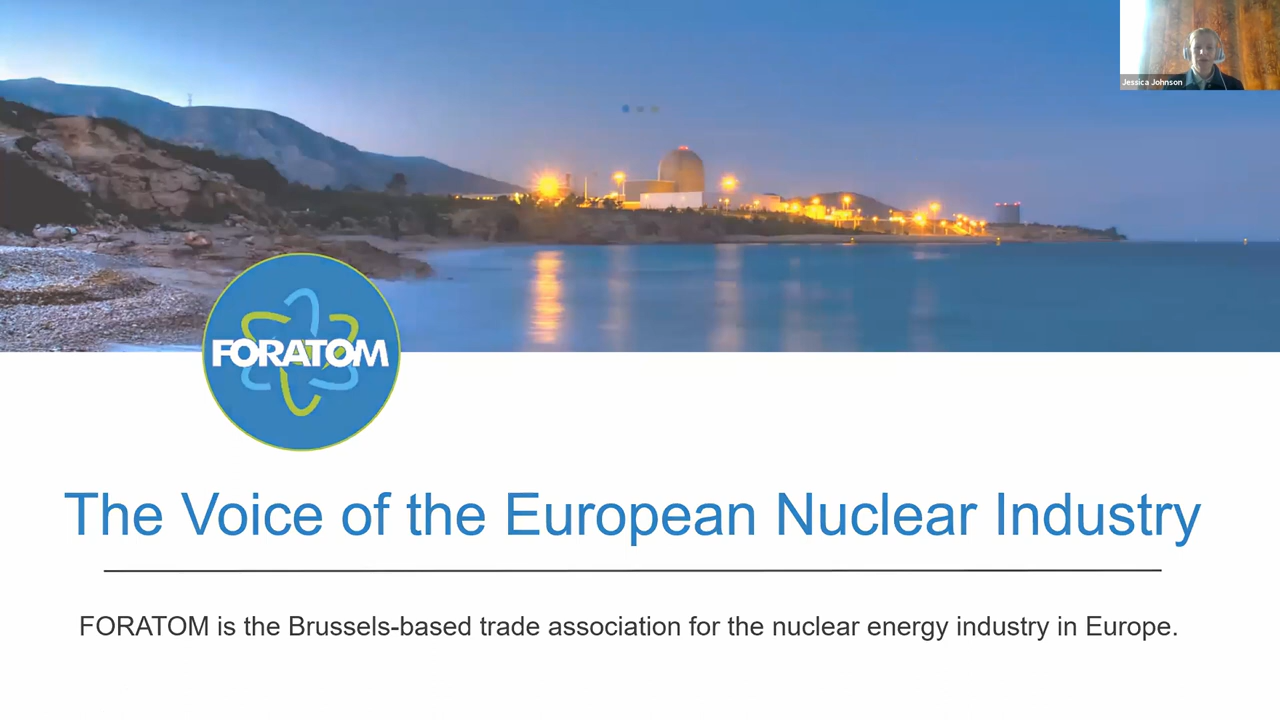 Jessica Johnson
FORATOM
The Voice of the European Nuclear Industry
FORATOM is the Brussels-based trade association for the nuclear energy industry in Europe.